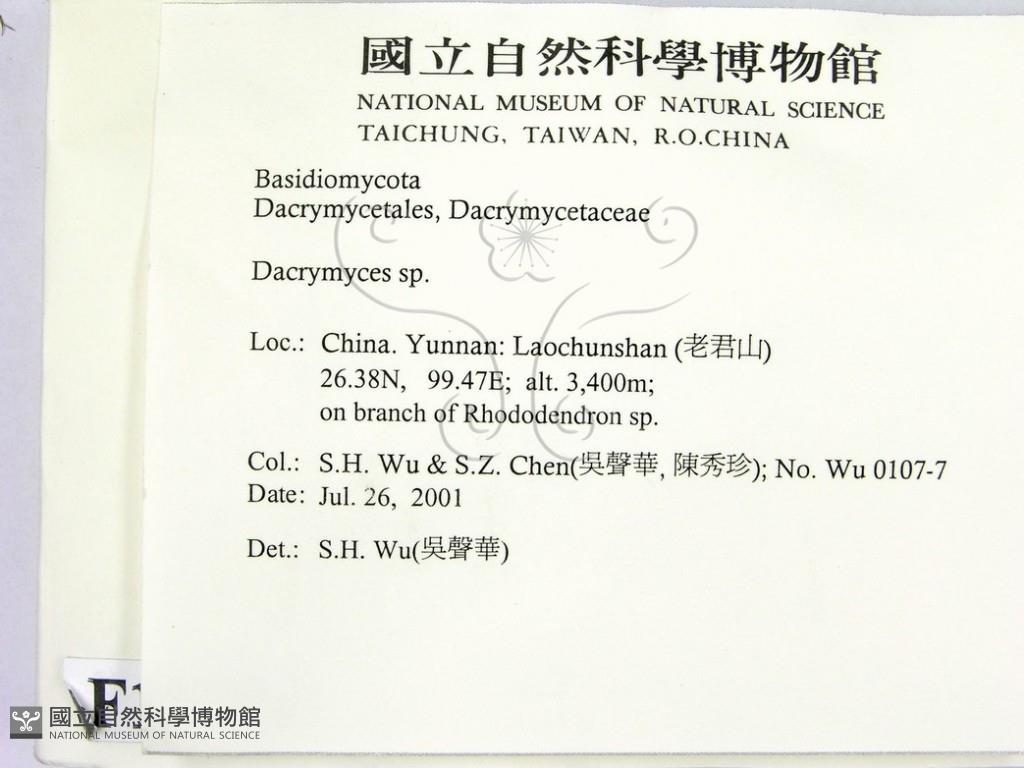 國立自然科學博物館
NATIONAL MUSEUM OF NATURAL SCIENCE
TAICHUNG, TAIWAN, R.O.CHINA
Basidiomycota
Dacrymycetales, Dacrymycetaceae
Dacrymyces sp.
Loc.: China. Yunnan: Laochunshan (老君山)
26.38N, 99.47E; alt. 3,400m;
on branch of Rhododendron sp.
Col.: S.H. Wu & S.Z. Chen(吳聲華, 陳秀珍); No. Wu 0107-7
Date: Jul. 26, 2001
Det.: S.H. Wu(吳聲華)
國立自然科學博物館
NATIONAL MUSEUM OF NATURAL SCIENCE